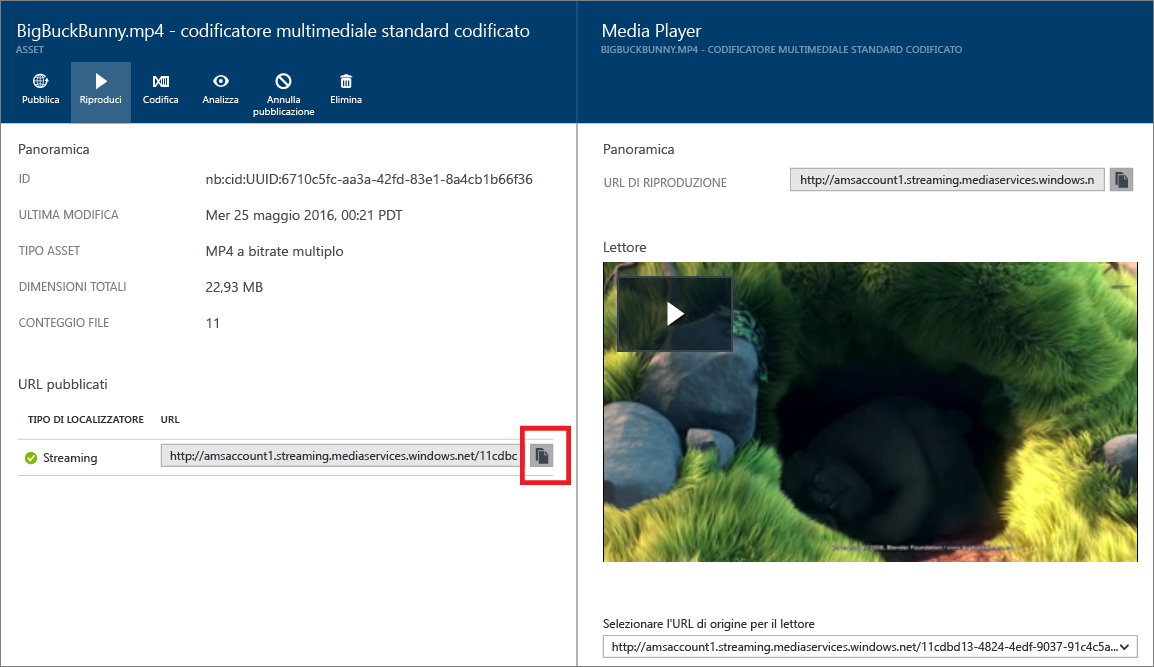 BigBuckBunny.mp4 - codificatore multimediale standard codificato
ASSET
Pubblica
Riproduci
Codifica
Analizza
Annulla
pubblicazione
Elimina
Panoramica
ID
nb:cid:UUID:6710c5fc-aa3a-42fd-83e1-8a4cb1b66f36
ULTIMA MODIFICA
Mer 25 maggio 2016, 00:21 PDT
TIPO ASSET
MP4 a bitrate multiplo
DIMENSIONI TOTALI
22,93 MB
CONTEGGIO FILE
11
URL pubblicati
TIPO DI LOCALIZZATORE URL
Streaming
http://amsaccount1.streaming.mediaservices.windows.net/11cdbc
Media Player
BIGBUCKBUNNY.MP4 - CODIFICATORE MULTIMEDIALE STANDARD CODIFICATO
Panoramica
URL DI RIPRODUZIONE
http://amsaccount1.streaming.mediaservices.windows.n
Lettore
2008, Blender Foundation / www.
Selezionare l'URL di origine per il lettore
http://amsaccount1.streaming.mediaservices.windows.net/11cdbd13-4824-4edf-9037-91c4c5a...